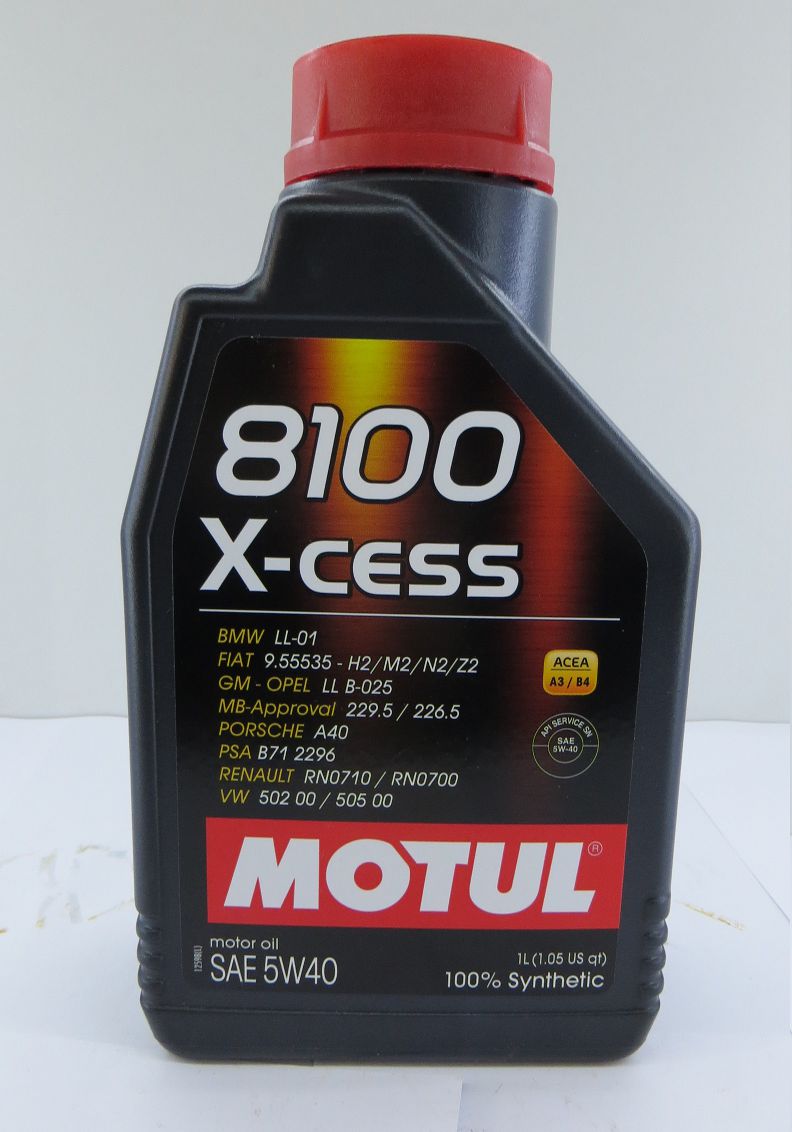 8100
X-CESS
BMW LL-01
FIAT 9.55535 - H2/M2/N2/Z2
GM - OPEL LL B-025
MB-Approval 229.5 / 226.5
PORSCHE A40
PSA B71 2296
RENAULT RN0710 / RN0700
VW 502 00 / 505 00
ACEA
A3 / B4
API SERVICE SN
SAE
5W-40
MOTUL®
motor oil
SAE 5W40
1L (1.05 US qt)
100% Synthetic